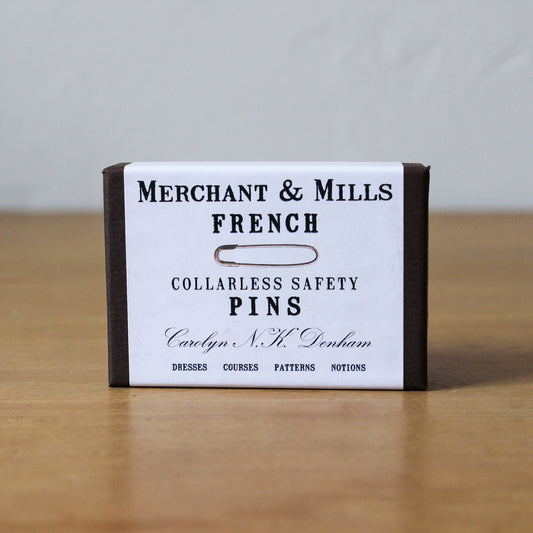 MERCHANT & MILLS
FRENCH
COLLARLESS SAFETY
PINS
Carolyn N.K. Denham
DRESSES COURSES PATTERNS NOTIONS